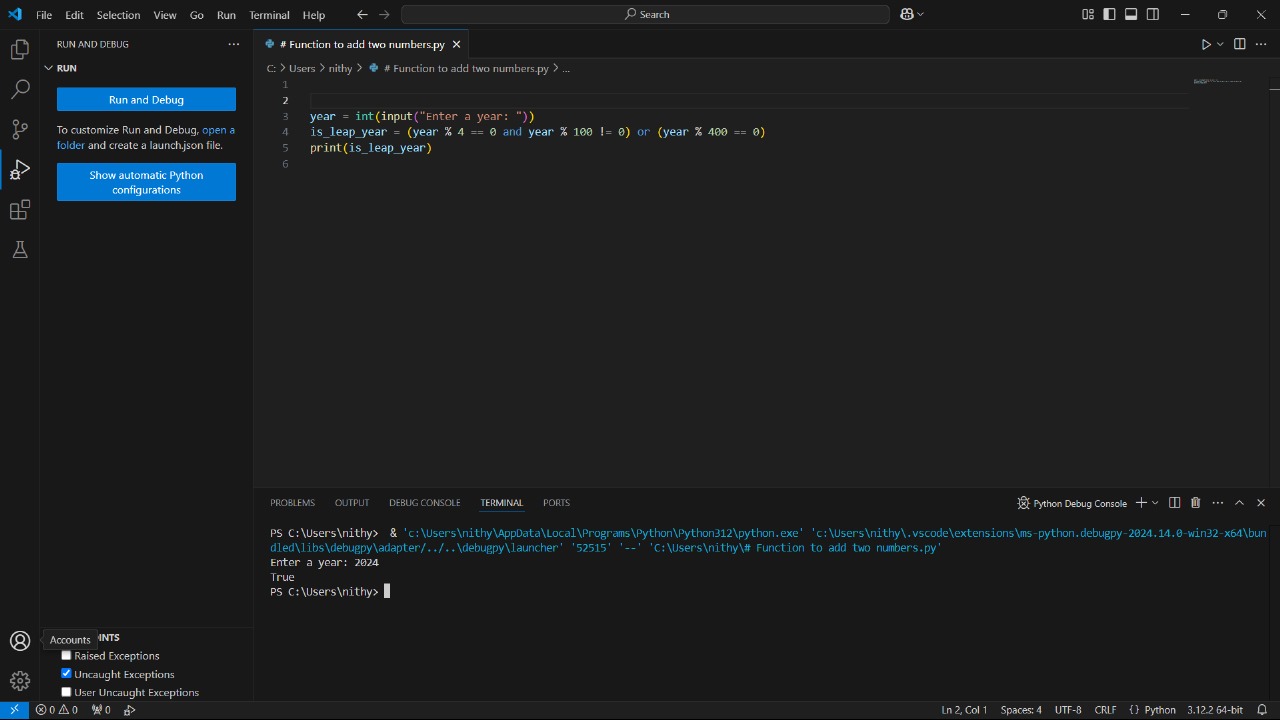 File Edit Selection View Go Run Terminal Help
Search
RUN AND DEBUG
RUN
Run and Debug
To customize Run and Debug, open a
folder and create a launch.json file.
Show automatic Python
configurations
# Function to add two numbers.py
C: > Users > nithy > # Function to add two numbers.py > ...
1
2
3 year = int(input("Enter a year: "))
4 is_leap_year = (year % 4 == 0 and year % 100 != 0) or (year % 400 == 0)
5 print(is_leap_year)
6
PROBLEMS OUTPUT DEBUG CONSOLE TERMINAL PORTS
Python Debug Console
PS C:\Users\nithy>  & 'c:\Users\nithy\AppData\Local\Programs\Python\Python312\python.exe' 'c:\Users\nithy\.vscode\extensions\ms-python.debugpy-2024.14.0-win32-x64\bun
dled\libs\debugpy\adapter/../..\debugpy\launcher' '52515' '--' 'C:\Users\nithy\# Function to add two numbers.py'
Enter a year: 2024
True
PS C:\Users\nithy>
Accounts
Raised Exceptions
Uncaught Exceptions
User Uncaught Exceptions
0 0 0
Ln 2, Col 1 Spaces: 4 UTF-8 CRLF {} Python 3.12.2 64-bit